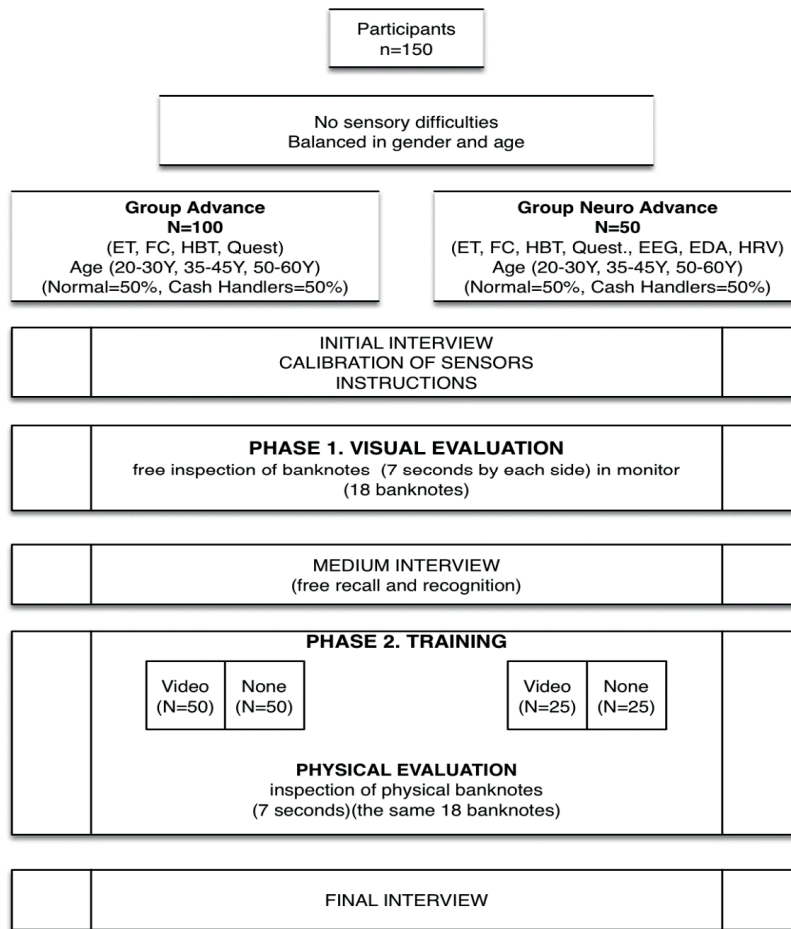 Participants
n=150
No sensory difficulties
Balanced in gender and age
Group Advance
N=100
(ET, FC, HBT, Quest)
Age (20-30Y, 35-45Y, 50-60Y)
(Normal=50%, Cash Handlers=50%)
Group Neuro Advance
N=50
(ET, FC, HBT, Quest., EEG, EDA, HRV)
Age (20-30Y, 35-45Y, 50-60Y)
(Normal=50%, Cash Handlers=50%)
INITIAL INTERVIEW
CALIBRATION OF SENSORS
INSTRUCTIONS
PHASE 1. VISUAL EVALUATION
free inspection of banknotes (7 seconds by each side) in monitor
(18 banknotes)
MEDIUM INTERVIEW
(free recall and recognition)
PHASE 2. TRAINING
Video
(N=50)
None
(N=50)
Video
(N=25)
None
(N=25)
PHYSICAL EVALUATION
inspection of physical banknotes
(7 seconds)(the same 18 banknotes)
FINAL INTERVIEW